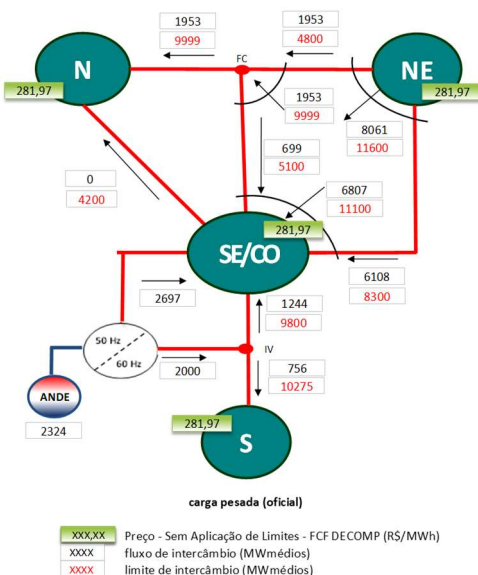 1953
9999
1953
4800
FC
N
NE
281,97
281,97
1953
9999
8061
11600
699
5100
0
4200
6807
11100
281,97
SE/CO
6108
8300
2697
1244
9800
50 Hz
60 Hz
IV
2000
756
10275
ANDE
2324
281,97
S
carga pesada (oficial)
XXX,XX Preço - Sem Aplicação de Limites - FCF DECOMP (R$/MWh)
XXXX fluxo de intercâmbio (MWmédios)
XXXX limite de intercâmbio (MWmédios)